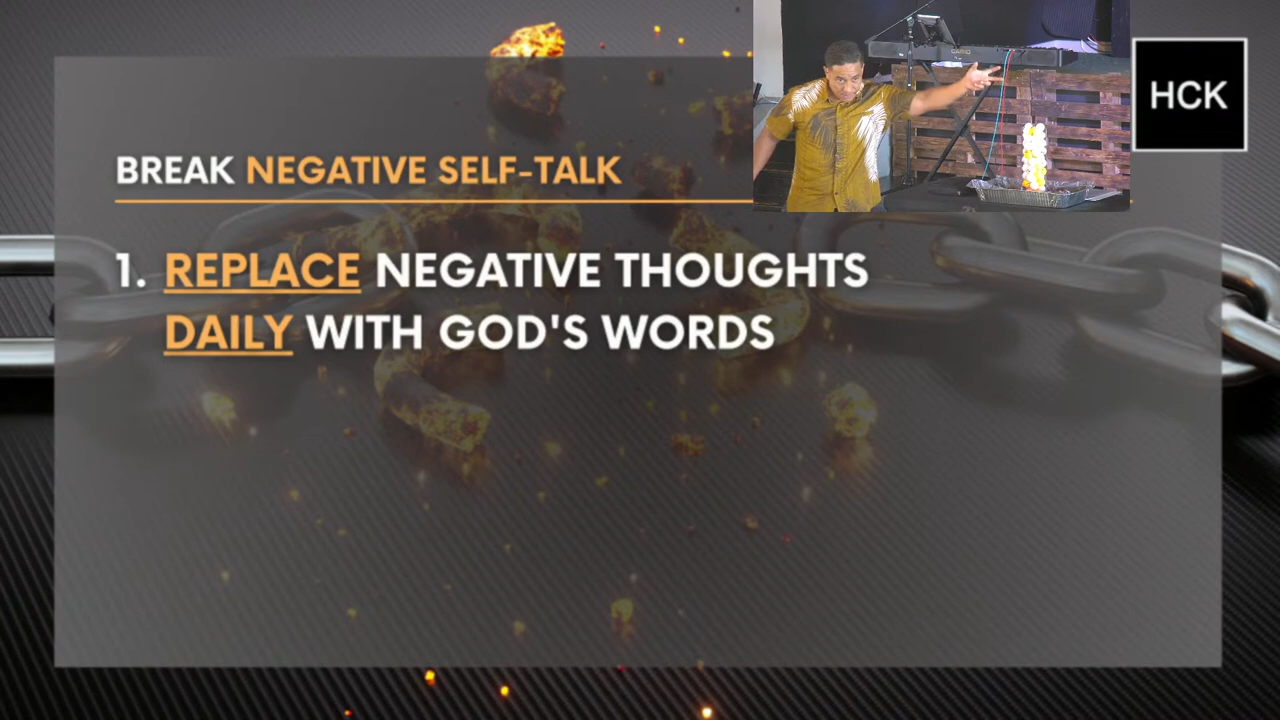 HCK
BREAK NEGATIVE SELF-TALK
1. REPLACE NEGATIVE THOUGHTS
DAILY WITH GOD'S WORDS